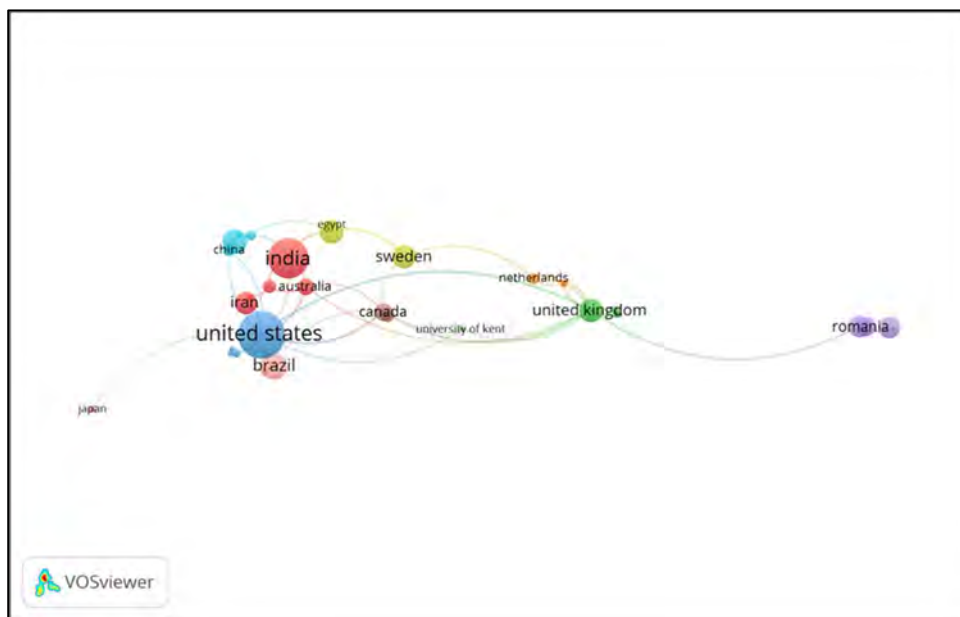 egypt
china
india
sweden
netherlands
australia
iran
canada
united kingdom
university of kent
romania
united states
brazil
japan
VOSviewer